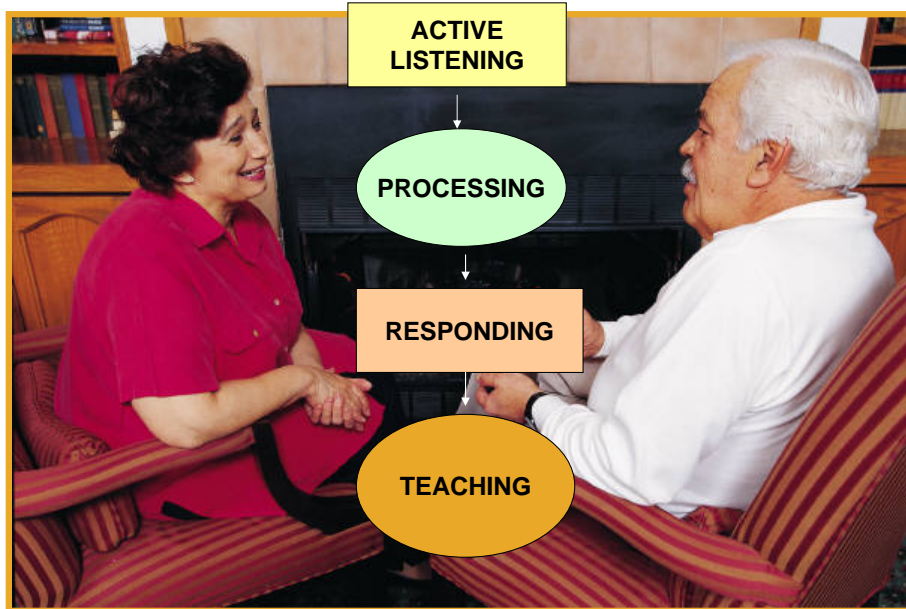 ACTIVE
LISTENING
PROCESSING
RESPONDING
TEACHING